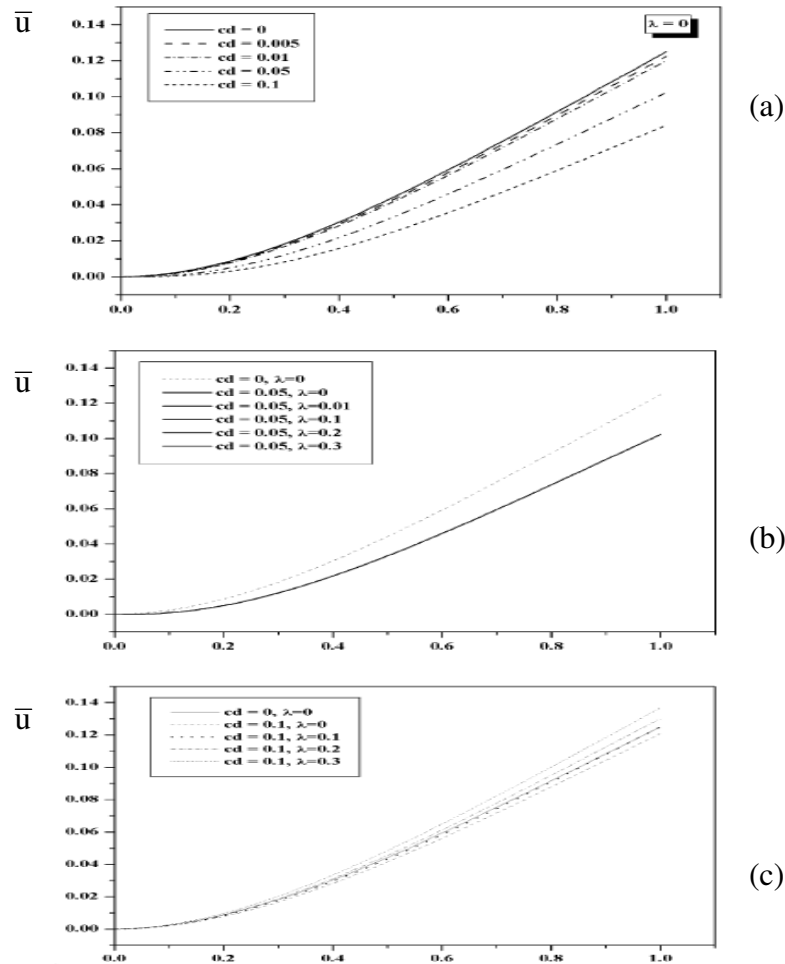 ū
0.14
0.12
0.10
0.08
0.06
0.04
0.02
0.00
cd = 0
cd = 0.005
cd = 0.01
cd = 0.05
cd = 0.1
λ = 0
(a)
0.0 0.2 0.4 0.6 0.8 1.0
ū
0.14
0.12
0.10
0.08
0.06
0.04
0.02
0.00
cd = 0, λ=0
cd = 0.05, λ=0
cd = 0.05, λ=0.01
cd = 0.05, λ=0.1
cd = 0.05, λ=0.2
cd = 0.05, λ=0.3
(b)
0.0 0.2 0.4 0.6 0.8 1.0
ū
0.14
0.12
0.10
0.08
0.06
0.04
0.02
0.00
cd = 0, λ=0
cd = 0.1, λ=0
cd = 0.1, λ=0.1
cd = 0.1, λ=0.2
cd = 0.1, λ=0.3
(c)
0.0 0.2 0.4 0.6 0.8 1.0